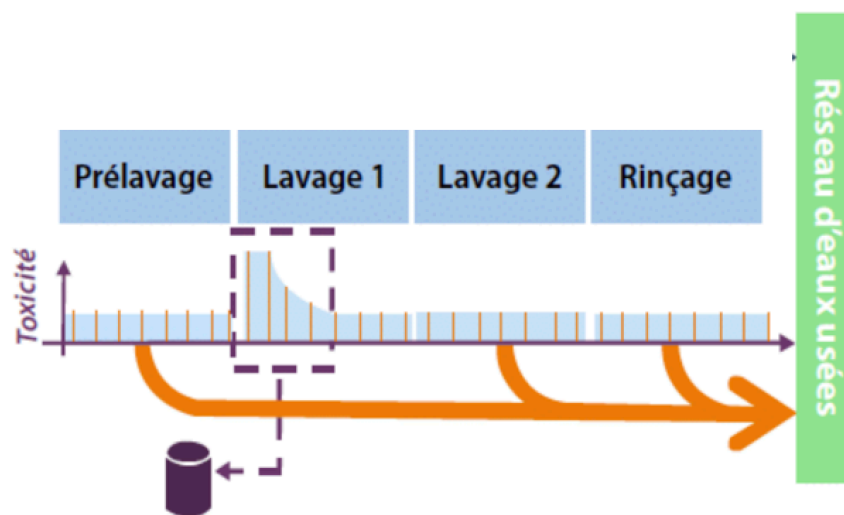 Prélavage
Lavage 1
Lavage 2
Rinçage
Toxicité
Réseau d'eaux usées